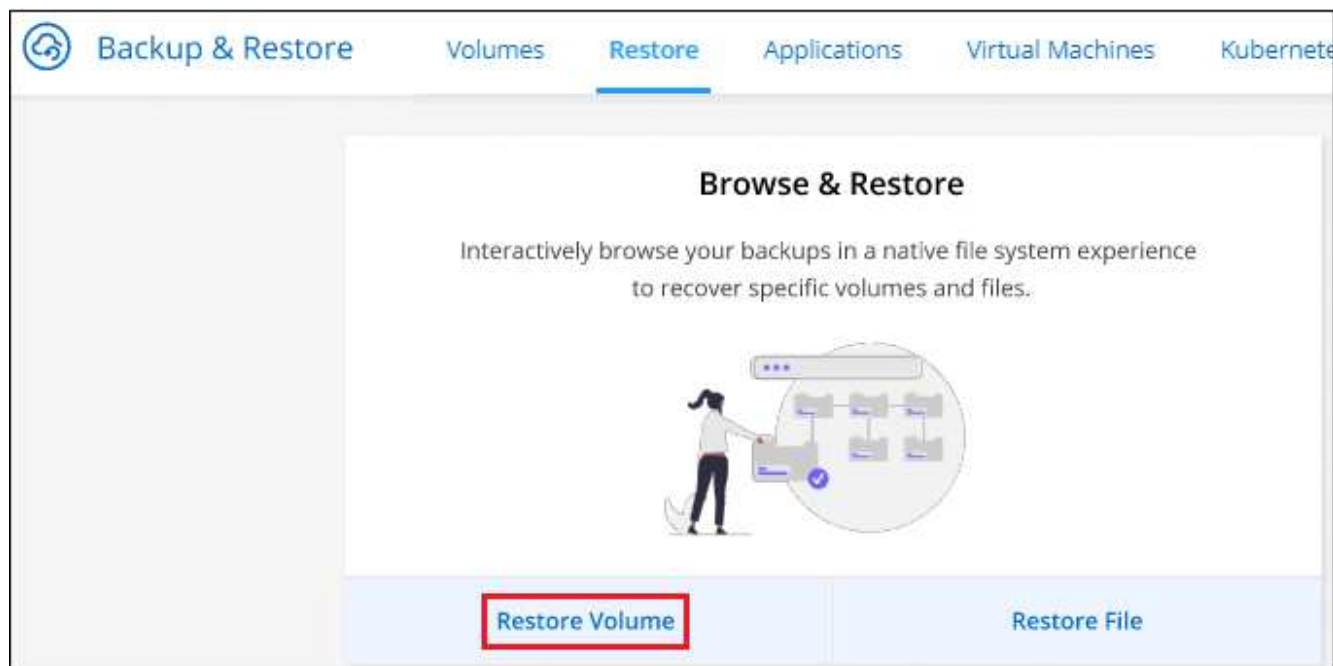 Backup & Restore Volumes Restore Applications Virtual Machines Kubernete
Browse & Restore
Interactively browse your backups in a native file system experience
to recover specific volumes and files.
Restore Volume Restore File